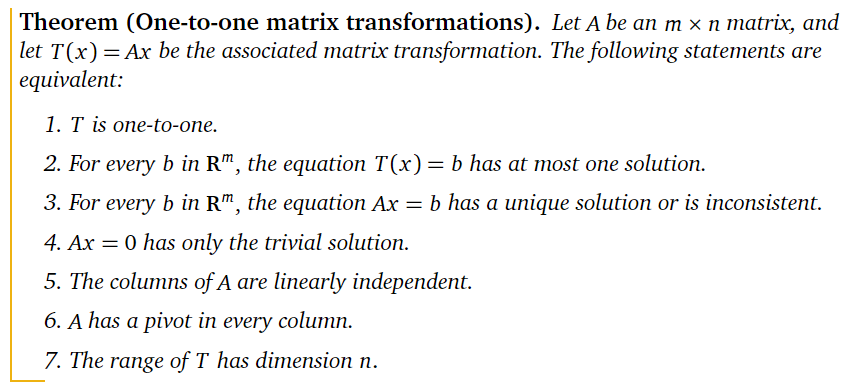 Theorem (One-to-one matrix transformations). Let A be an m × n matrix, and
let T(x) = Ax be the associated matrix transformation. The following statements are
equivalent:
1. T is one-to-one.
2. For every b in Rᵐ, the equation T(x) = b has at most one solution.
3. For every b in Rᵐ, the equation Ax = b has a unique solution or is inconsistent.
4. Ax = 0 has only the trivial solution.
5. The columns of A are linearly independent.
6. A has a pivot in every column.
7. The range of T has dimension n.